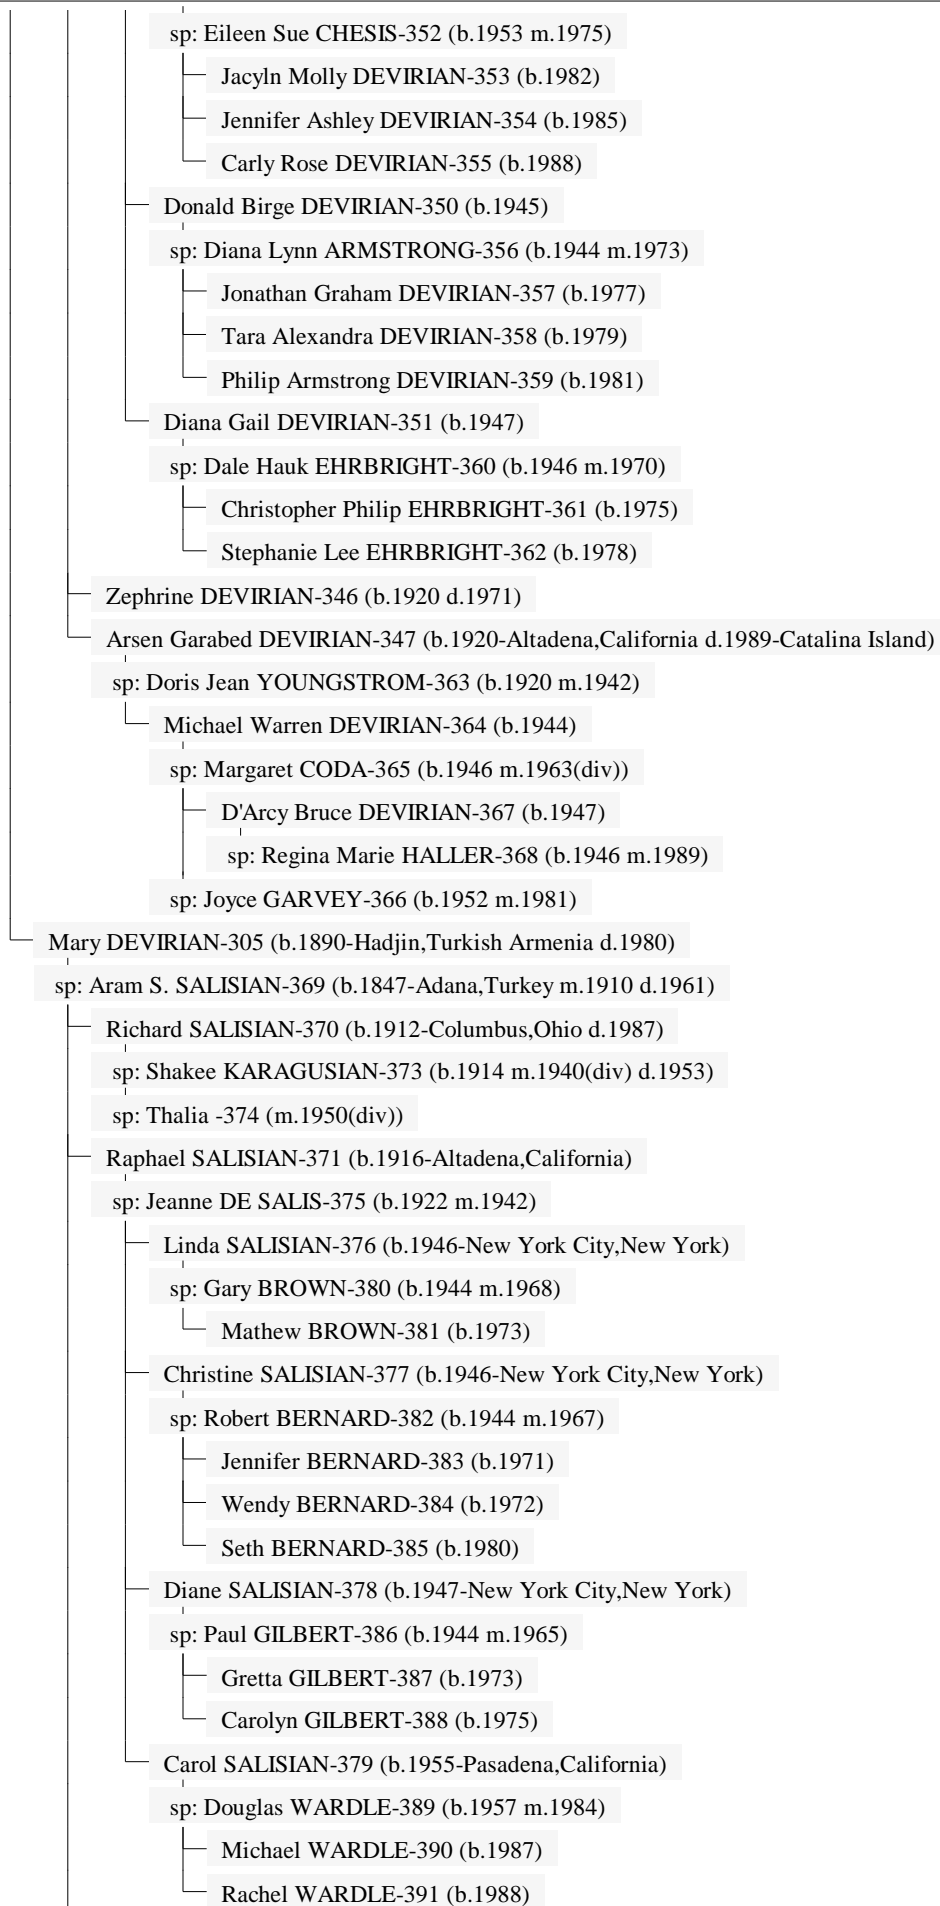 sp: Eileen Sue CHESIS-352 (b.1953 m.1975)
Jacyln Molly DEVIRIAN-353 (b.1982)
Jennifer Ashley DEVIRIAN-354 (b.1985)
Carly Rose DEVIRIAN-355 (b.1988)
Donald Birge DEVIRIAN-350 (b.1945)
sp: Diana Lynn ARMSTRONG-356 (b.1944 m.1973)
Jonathan Graham DEVIRIAN-357 (b.1977)
Tara Alexandra DEVIRIAN-358 (b.1979)
Philip Armstrong DEVIRIAN-359 (b.1981)
Diana Gail DEVIRIAN-351 (b.1947)
sp: Dale Hauk EHRBRIGHT-360 (b.1946 m.1970)
Christopher Philip EHRBRIGHT-361 (b.1975)
Stephanie Lee EHRBRIGHT-362 (b.1978)
Zephrine DEVIRIAN-346 (b.1920 d.1971)
Arsen Garabed DEVIRIAN-347 (b.1920-Altadena,California d.1989-Catalina Island)
sp: Doris Jean YOUNGSTROM-363 (b.1920 m.1942)
Michael Warren DEVIRIAN-364 (b.1944)
sp: Margaret CODA-365 (b.1946 m.1963(div))
D'Arcy Bruce DEVIRIAN-367 (b.1947)
sp: Regina Marie HALLER-368 (b.1946 m.1989)
sp: Joyce GARVEY-366 (b.1952 m.1981)
Mary DEVIRIAN-305 (b.1890-Hadjin,Turkish Armenia d.1980)
sp: Aram S. SALISIAN-369 (b.1847-Adana,Turkey m.1910 d.1961)
Richard SALISIAN-370 (b.1912-Columbus,Ohio d.1987)
sp: Shakee KARAGUSIAN-373 (b.1914 m.1940(div) d.1953)
sp: Thalia -374 (m.1950(div))
Raphael SALISIAN-371 (b.1916-Altadena,California)
sp: Jeanne DE SALIS-375 (b.1922 m.1942)
Linda SALISIAN-376 (b.1946-New York City,New York)
sp: Gary BROWN-380 (b.1944 m.1968)
Mathew BROWN-381 (b.1973)
Christine SALISIAN-377 (b.1946-New York City,New York)
sp: Robert BERNARD-382 (b.1944 m.1967)
Jennifer BERNARD-383 (b.1971)
Wendy BERNARD-384 (b.1972)
Seth BERNARD-385 (b.1980)
Diane SALISIAN-378 (b.1947-New York City,New York)
sp: Paul GILBERT-386 (b.1944 m.1965)
Gretta GILBERT-387 (b.1973)
Carolyn GILBERT-388 (b.1975)
Carol SALISIAN-379 (b.1955-Pasadena,California)
sp: Douglas WARDLE-389 (b.1957 m.1984)
Michael WARDLE-390 (b.1987)
Rachel WARDLE-391 (b.1988)